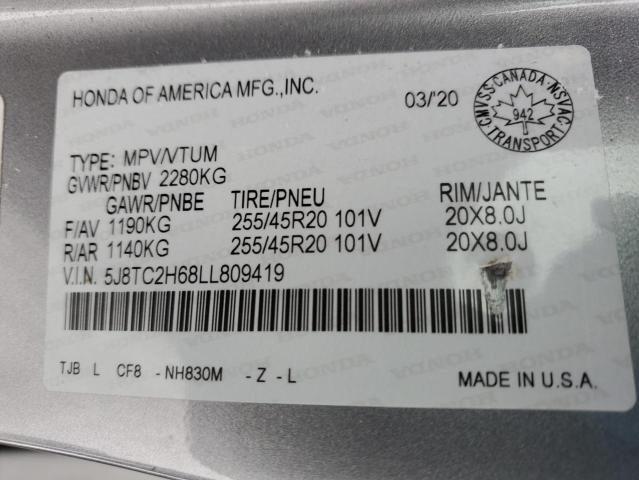 HONDA OF AMERICA MFG.,INC.
03/'20
CMVSS-CANADA-NSVAC
942
TRANSPORT
TYPE: MPV/VTUM
GVWR/PNBV 2280KG
GAWR/PNBE TIRE/PNEU RIM/JANTE
F/AV 1190KG 255/45R20 101V 20X8.0J
R/AR 1140KG 255/45R20 101V 20X8.0J
V.I.N. 5J8TC2H68LL809419
TJB L CF8 - NH830M - Z - L
MADE IN U.S.A.